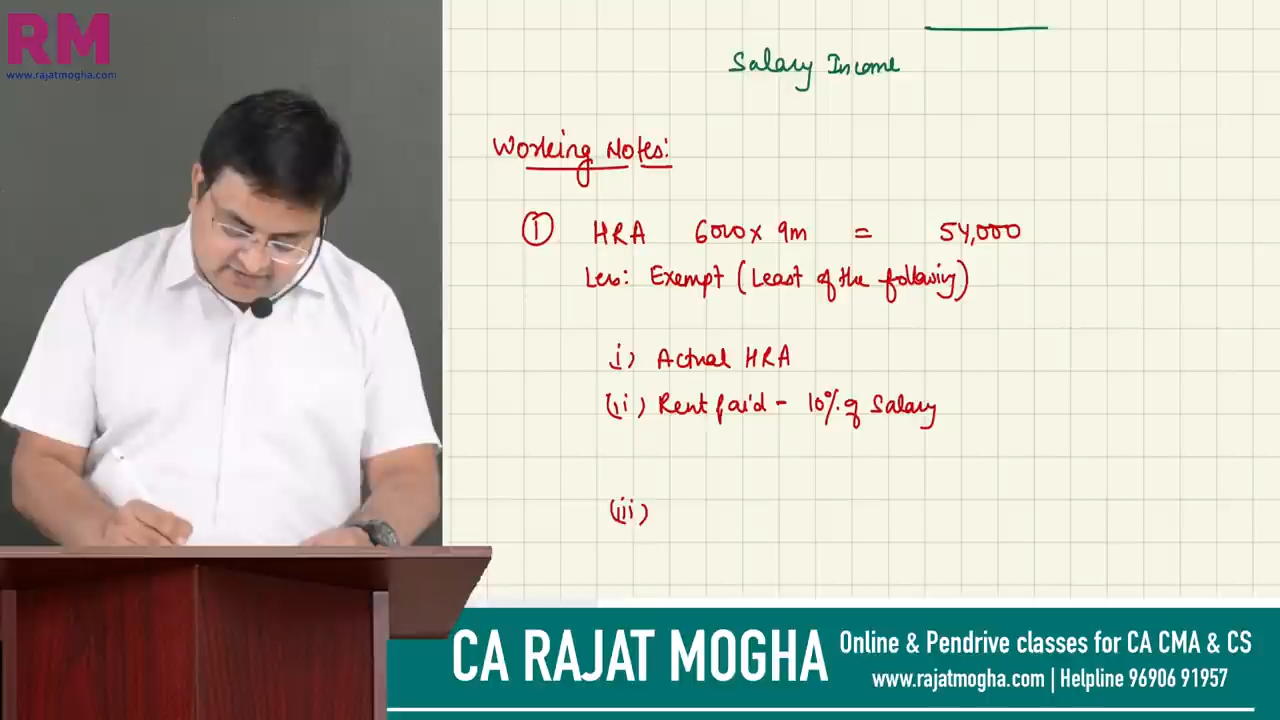 RM
www.rajatmogha.com
Salary Income
Working Notes:
① HRA 6000 x 9m = 54,000
Less: Exempt (Least of the following)
i) Actual HRA
(ii) Rent paid - 10% of Salary
(iii)
CA RAJAT MOGHA
Online & Pendrive classes for CA CMA & CS
www.rajatmogha.com | Helpline 96906 91957